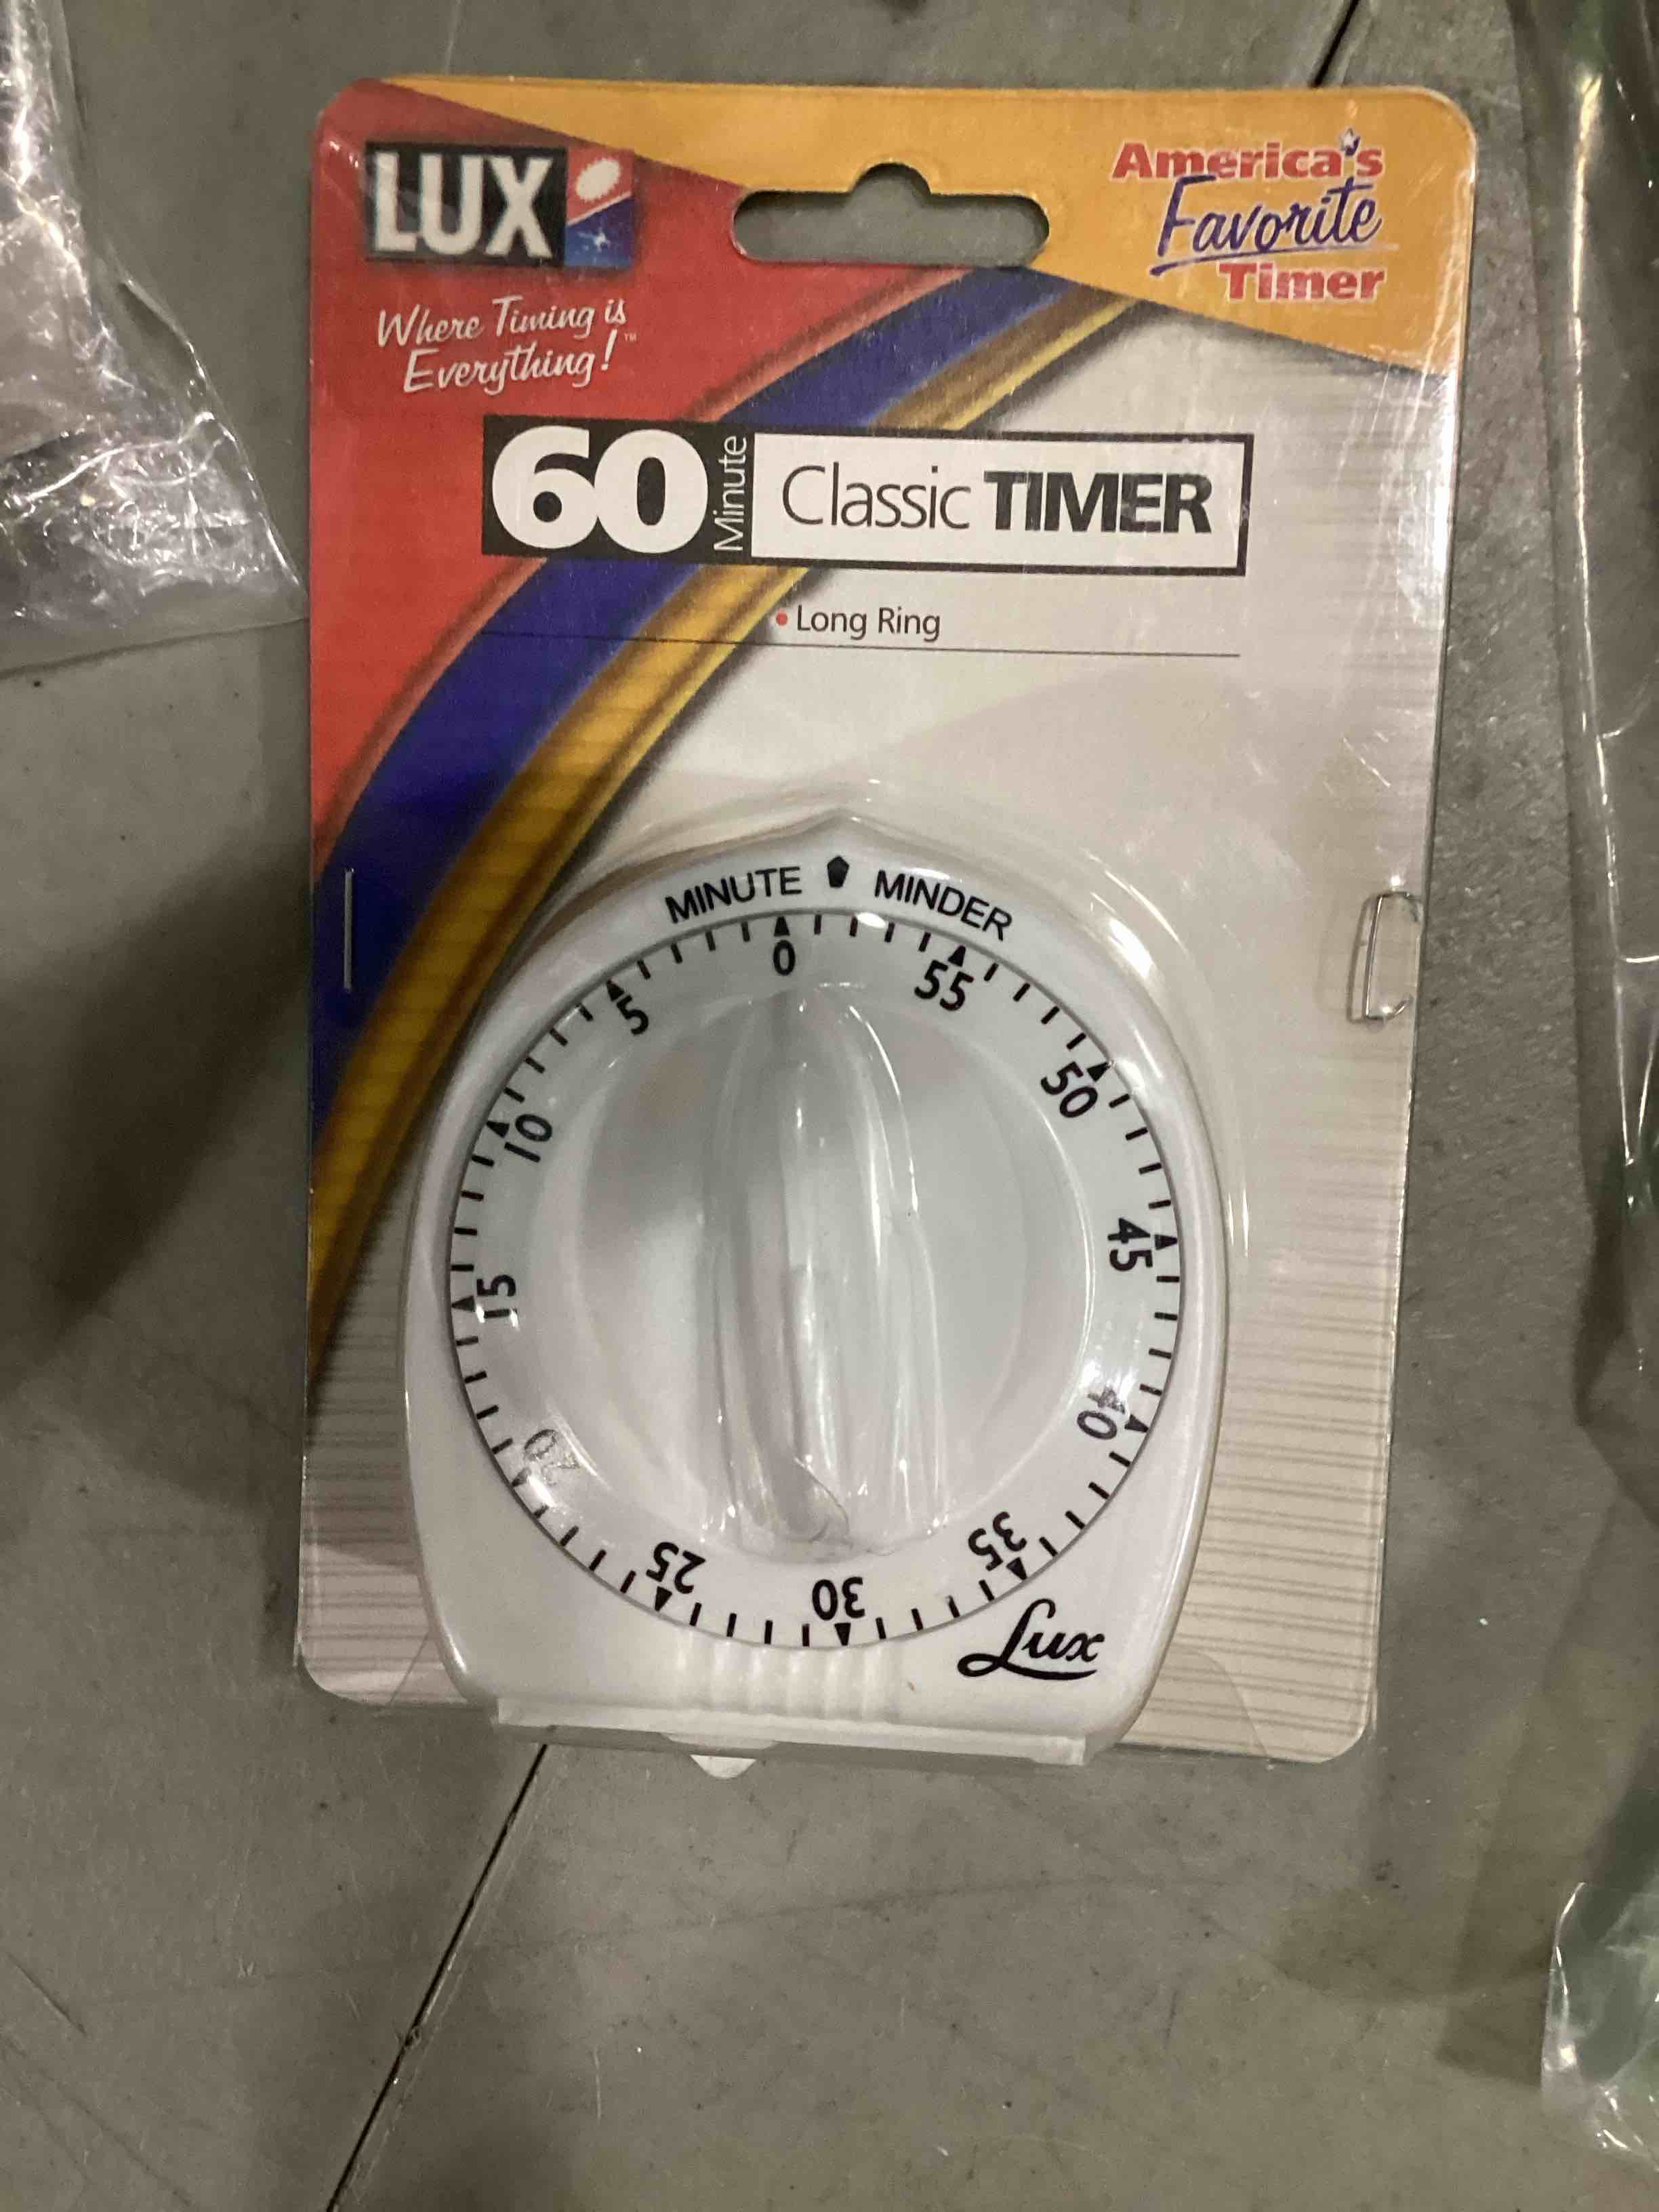 LUX
Where Timing is
Everything!™
America's
Favorite
Timer
60 Minute Classic TIMER
• Long Ring
MINUTE MINDER
0
5
10
15
20
25
30
35
40
45
50
55
Lux